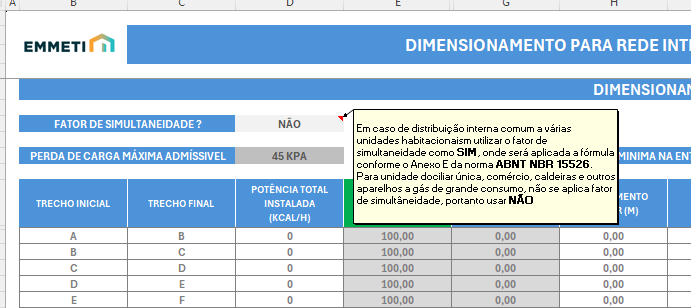 A B C D E G H
EMMETI
DIMENSIONAMENTO PARA REDE INT
DIMENSIONAN
FATOR DE SIMULTANEIDADE ? NÃO
PERDA DE CARGA MÁXIMA ADMÍSSIVEL 45 KPA
MINIMA NA EN
Em caso de distribuição interna comum a várias
unidades habitacionaism utilizar o fator de
simultaneidade como SIM, onde será aplicada a fórmula
conforme o Anexo E da norma ABNT NBR 15526.
Para unidade dociliar única, comércio, caldeiras e outros
aparelhos a gás de grande consumo, não se aplica fator
de simultâneidade, portanto usar NÃO
TRECHO INICIAL
TRECHO FINAL
POTÊNCIA TOTAL
INSTALADA
(KCAL/H)
MENTO
R (M)
A B 0 100,00 0,00 0,00
B C 0 100,00 0,00 0,00
C D 0 100,00 0,00 0,00
D E 0 100,00 0,00 0,00
E F 0 100,00 0,00 0,00